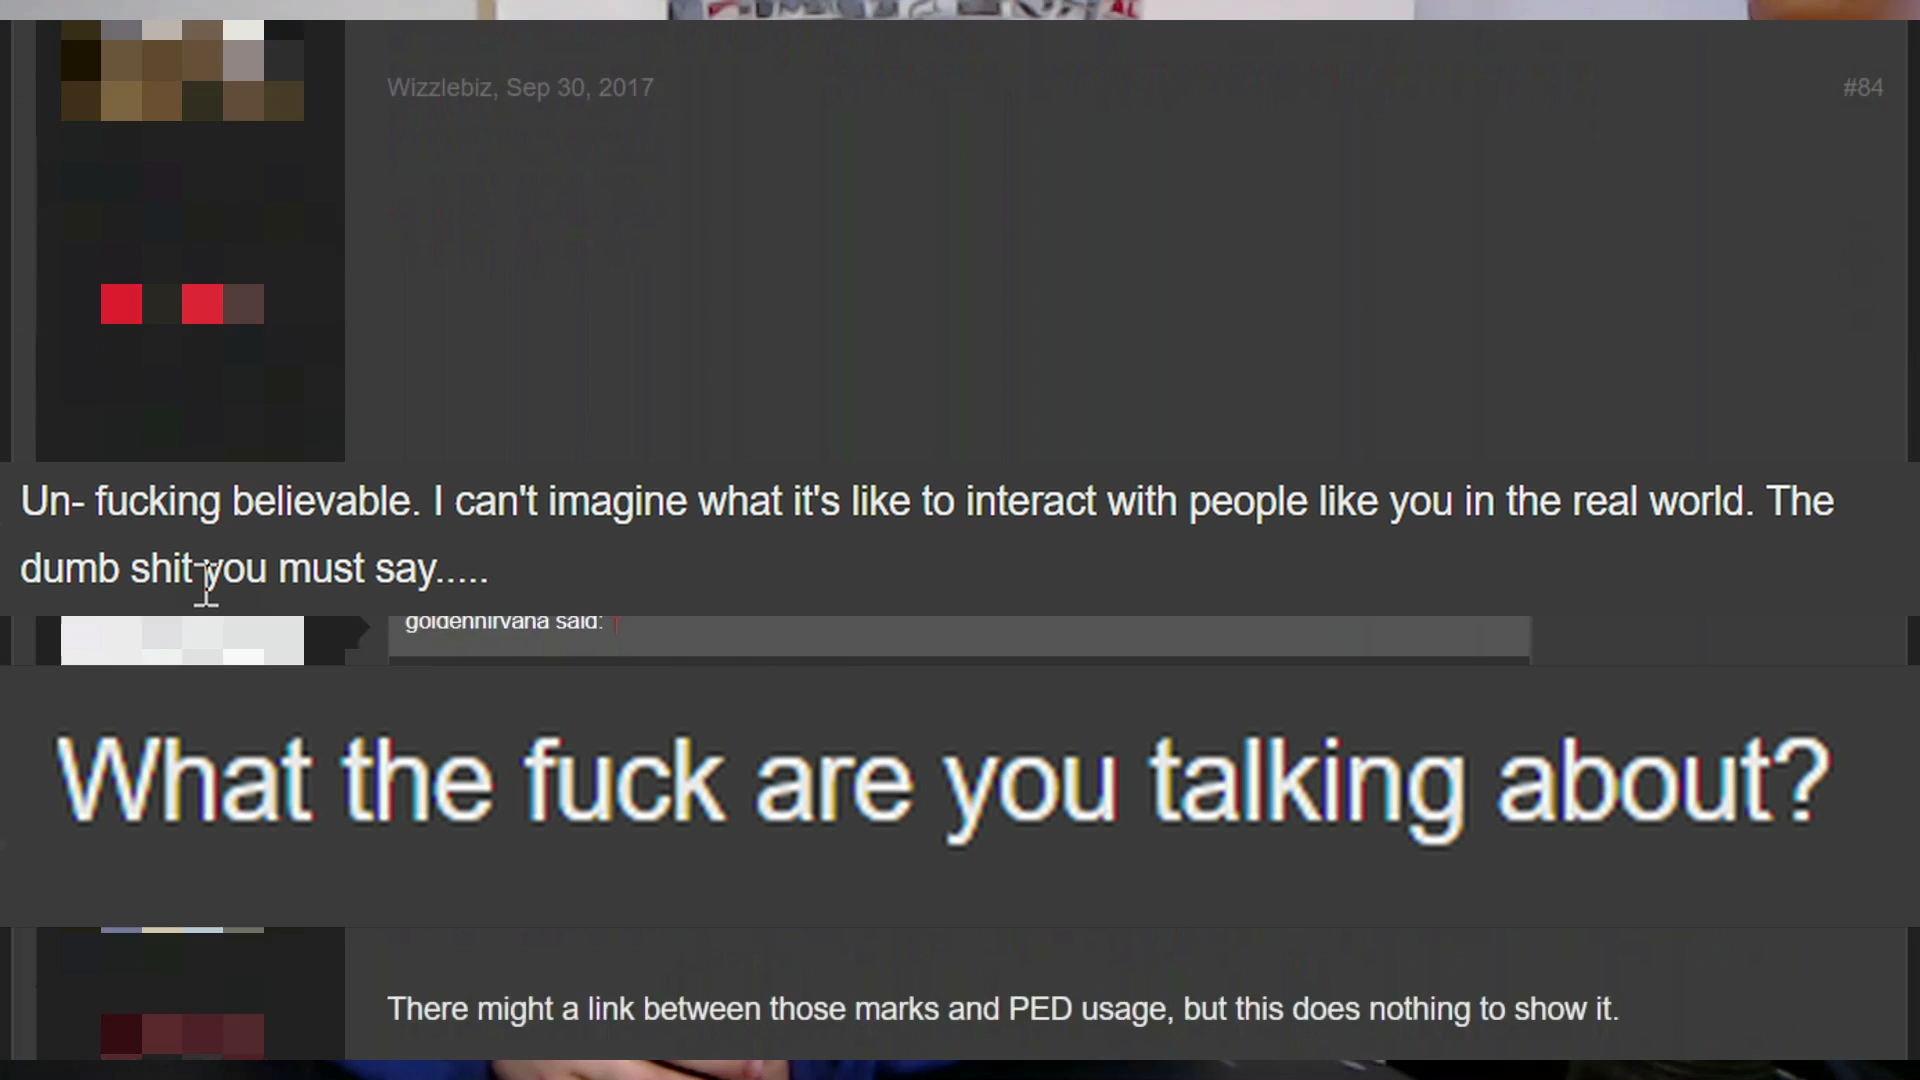 Wizzlebiz, Sep 30, 2017 #84
Un- fucking believable. I can't imagine what it's like to interact with people like you in the real world. The
dumb shit you must say.....
goldennirvana said: ↑
What the fuck are you talking about?
There might a link between those marks and PED usage, but this does nothing to show it.